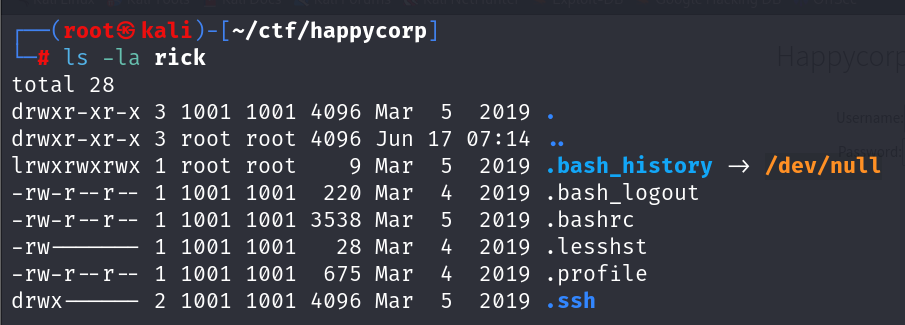 ┌──(root㉿kali)-[~/ctf/happycorp]
└─# ls -la rick
total 28
drwxr-xr-x 3 1001 1001 4096 Mar  5  2019 .
drwxr-xr-x 3 root root 4096 Jun 17 07:14 ..
lrwxrwxrwx 1 root root    9 Mar  5  2019 .bash_history -> /dev/null
-rw-r--r-- 1 1001 1001  220 Mar  4  2019 .bash_logout
-rw-r--r-- 1 1001 1001 3538 Mar  5  2019 .bashrc
-rw------- 1 1001 1001   28 Mar  4  2019 .lesshst
-rw-r--r-- 1 1001 1001  675 Mar  4  2019 .profile
drwx------ 2 1001 1001 4096 Mar  5  2019 .ssh
Happycorp
Username:
Password: